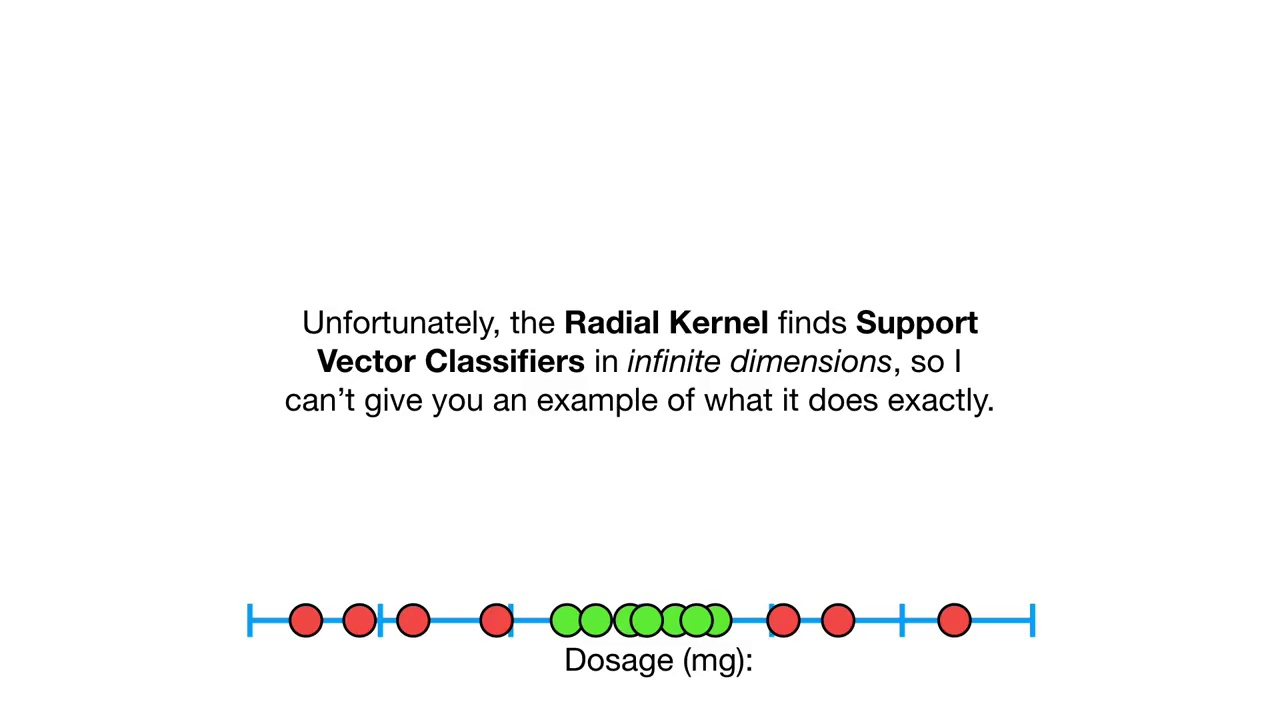 Unfortunately, the Radial Kernel finds Support
Vector Classifiers in infinite dimensions, so I
can’t give you an example of what it does exactly.
Dosage (mg):